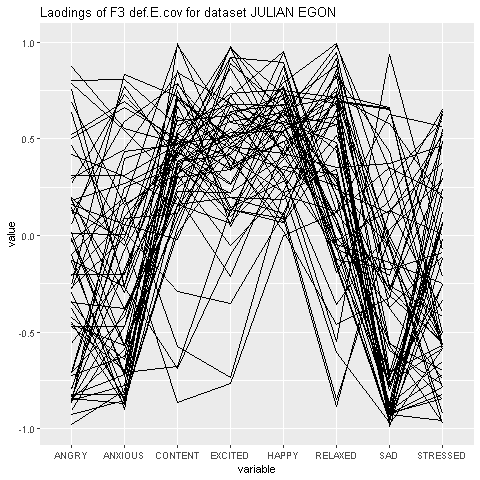 Laodings of F3 def.E.cov for dataset JULIAN EGON
1.0
0.5
0.0
-0.5
-1.0
value
ANGRY ANXIOUS CONTENT EXCITED HAPPY RELAXED SAD STRESSED
variable